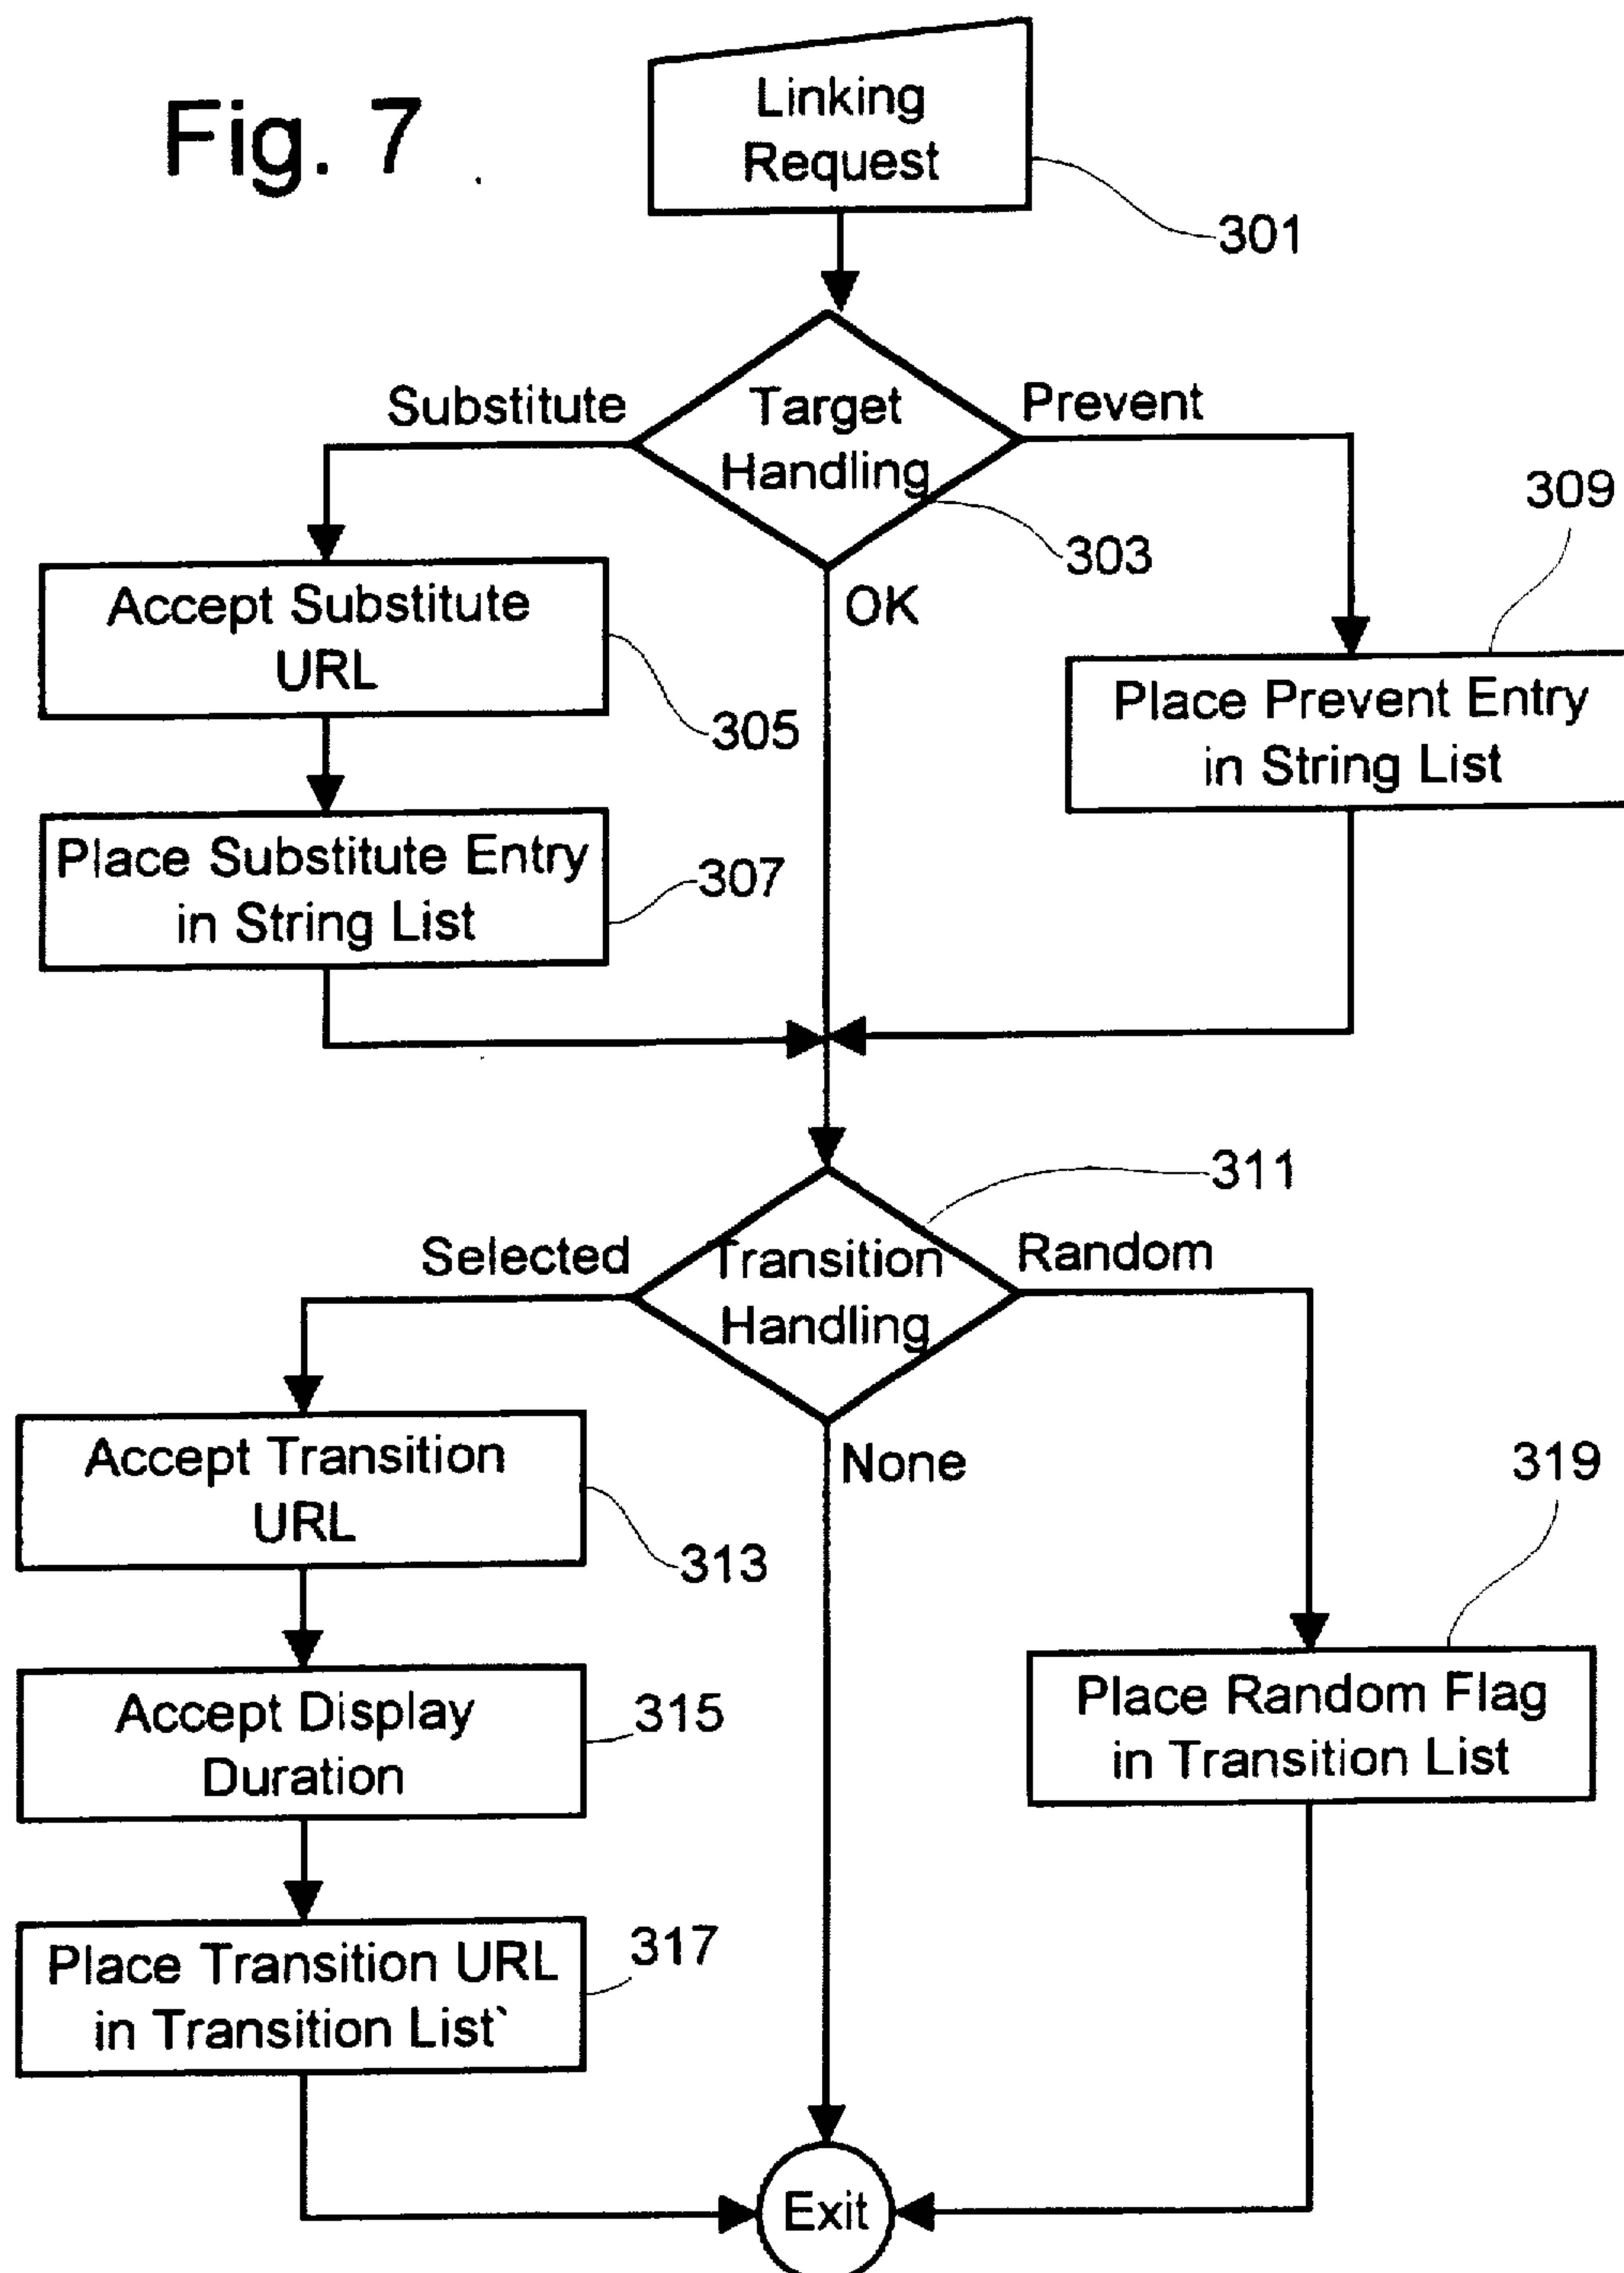 Fig. 7
Linking
Request
301
Substitute
Target
Handling
Prevent
303
309
OK
Accept Substitute
URL
305
Place Prevent Entry
in String List
Place Substitute Entry
in String List
307
311
Selected
Transition
Handling
Random
None
319
Accept Transition
URL
313
Accept Display
Duration
315
Place Random Flag
in Transition List
Place Transition URL
in Transition List`
317
Exit